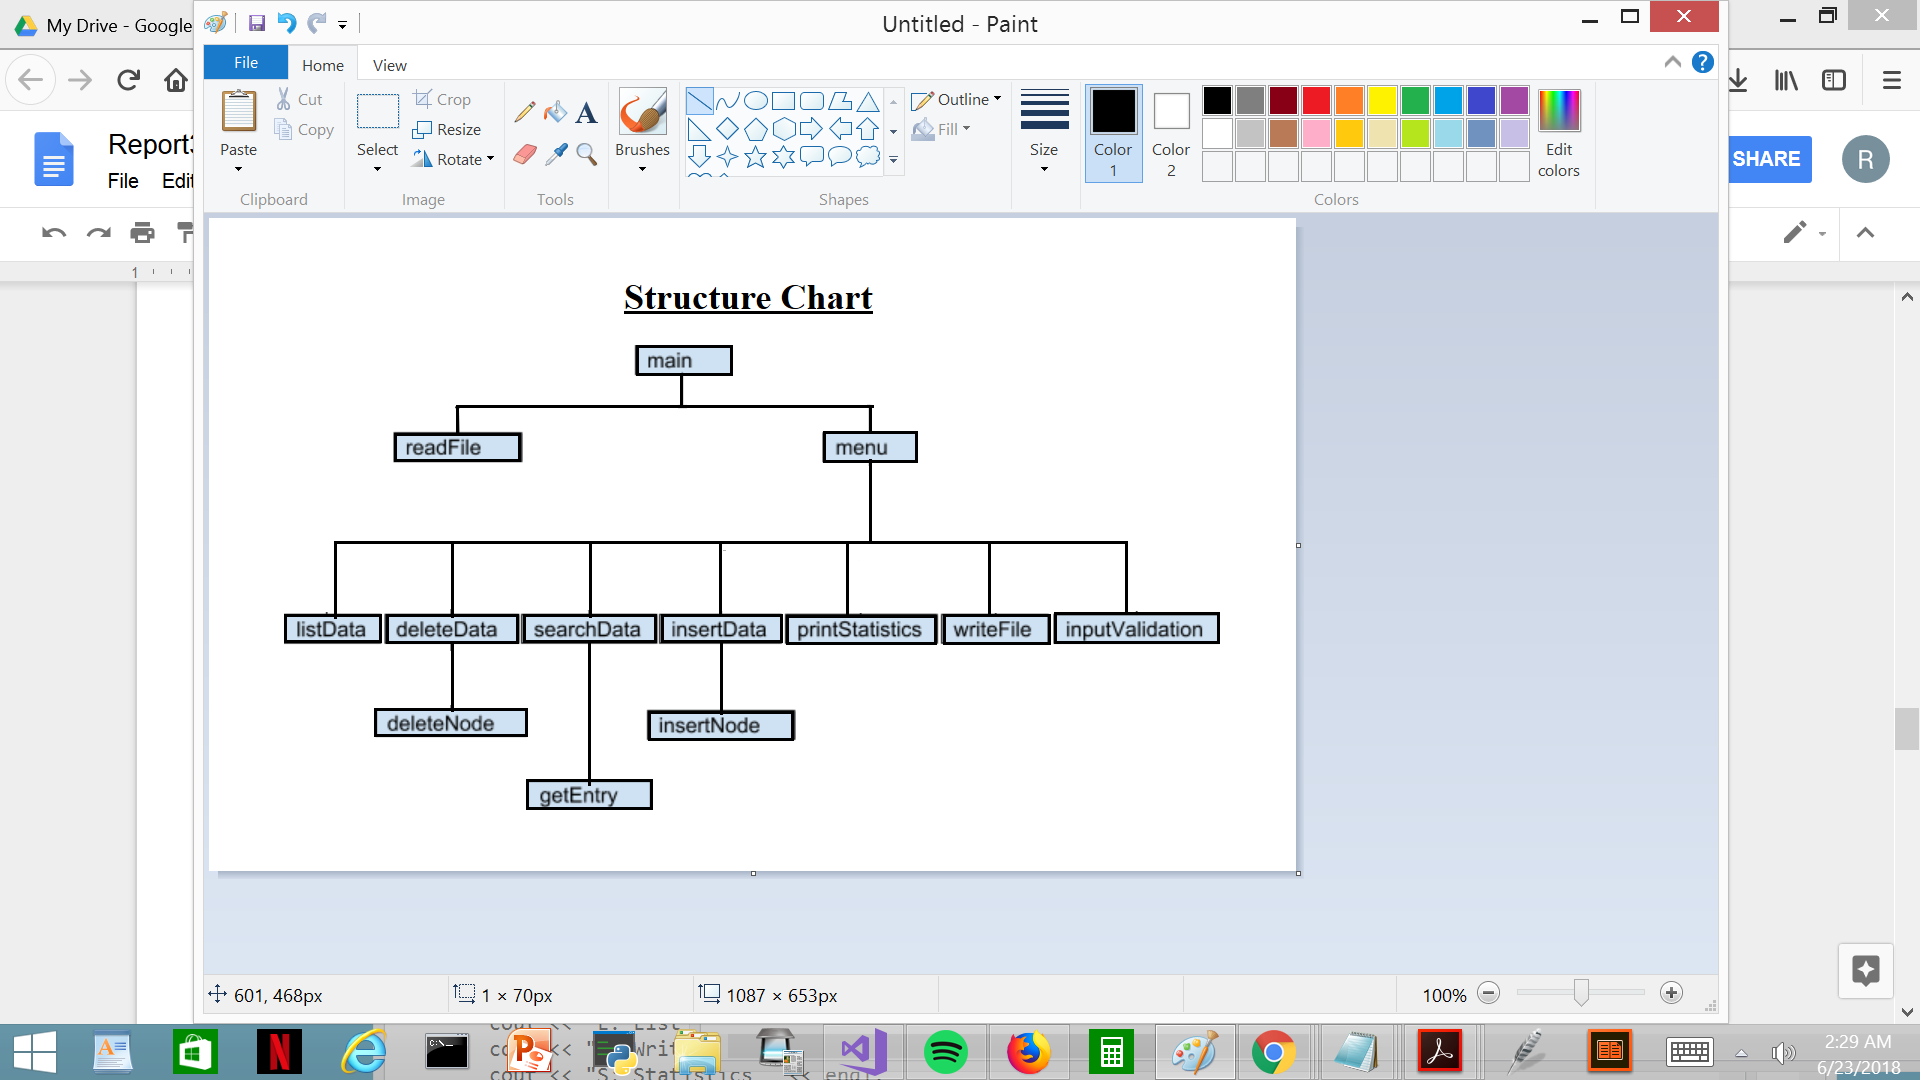 My Drive - Google
Untitled - Paint
File
Home
View
Paste
Cut
Copy
Clipboard
Select
Crop
Resize
Rotate
Image
Tools
Brushes
Shapes
Outline
Fill
Size
Color
1
Color
2
Edit
colors
Colors
Report3
File Edit
SHARE
R
1
Structure Chart
main
readFile
menu
listData
deleteData
searchData
insertData
printStatistics
writeFile
inputValidation
deleteNode
insertNode
getEntry
601, 468px
1 × 70px
1087 × 653px
100%
2:29 AM
6/23/2018